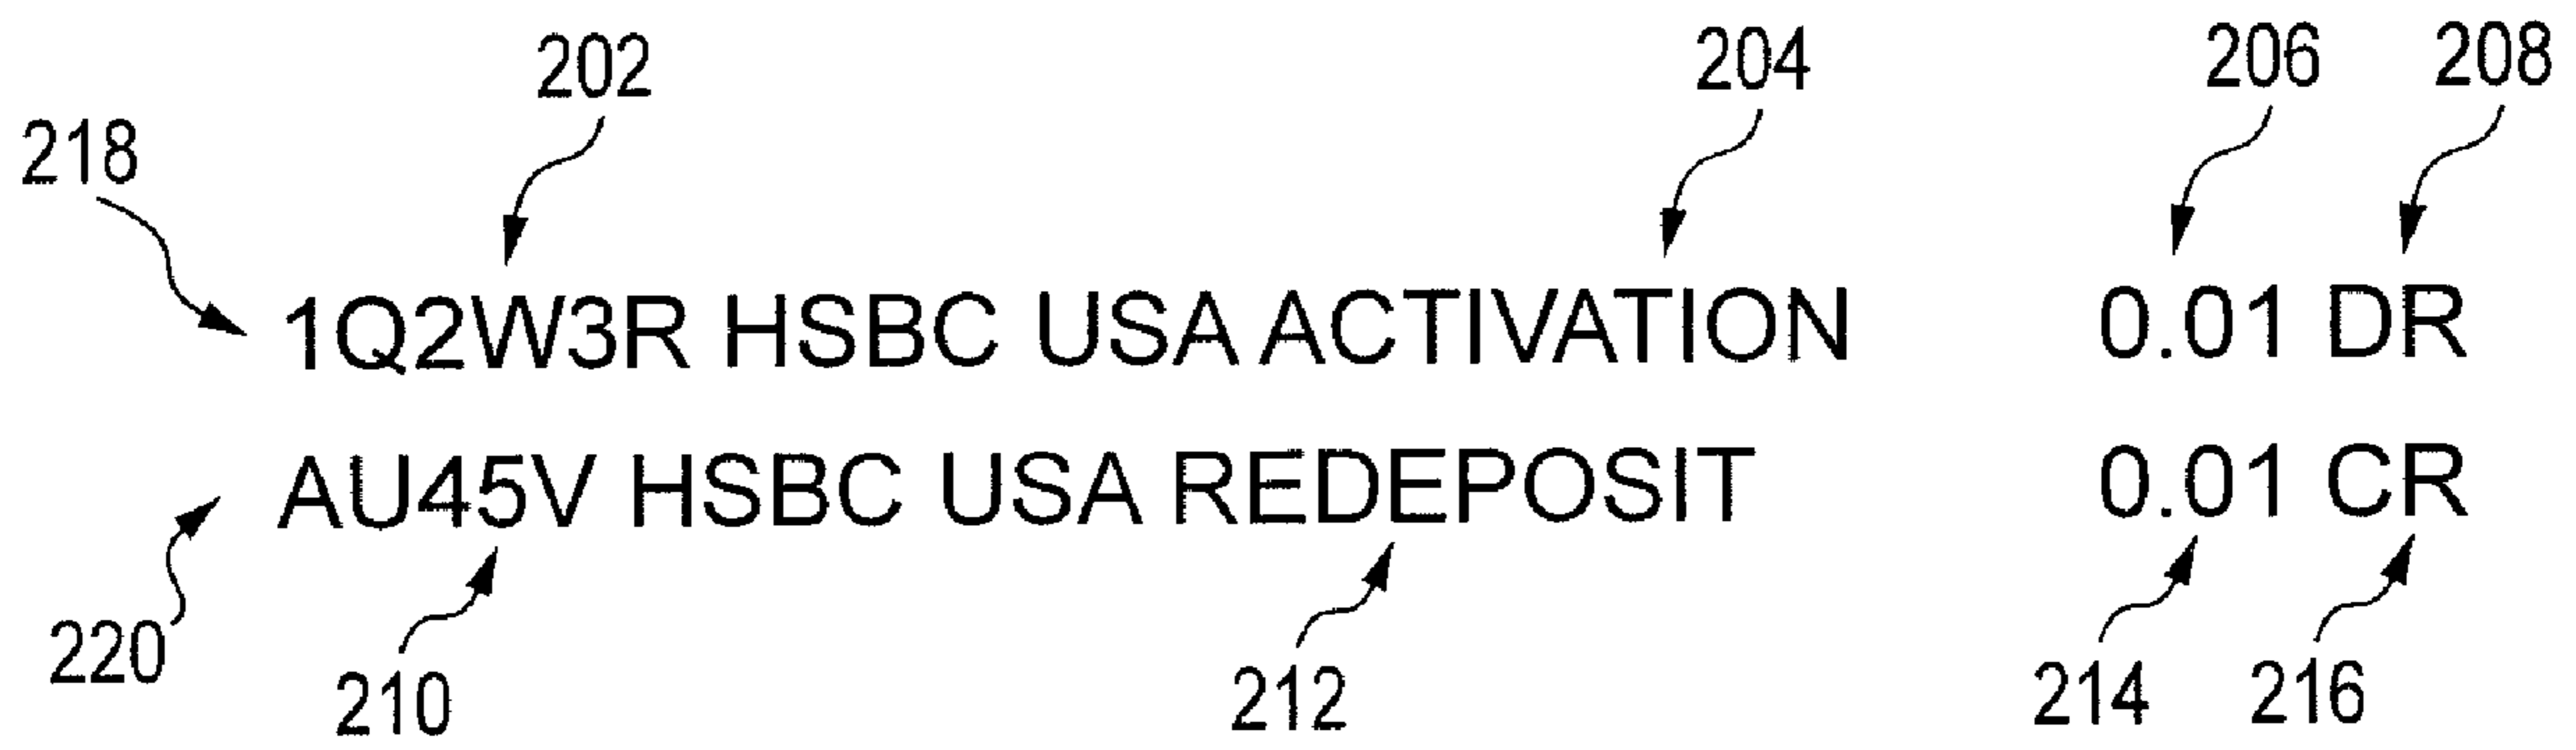 202 204 206 208
218
1Q2W3R HSBC USA ACTIVATION 0.01 DR
AU45V HSBC USA REDEPOSIT 0.01 CR
220 210 212 214 216